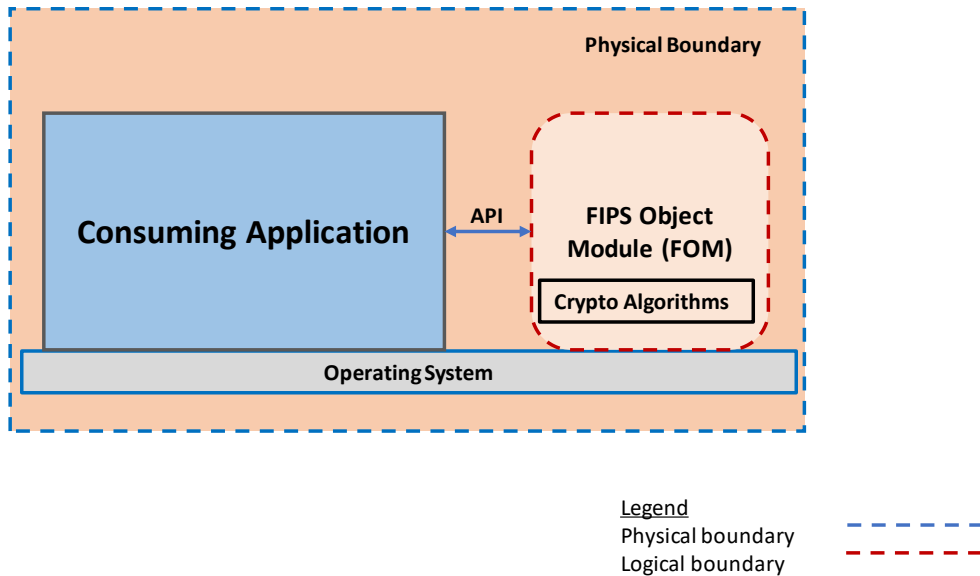 Physical Boundary
Consuming Application
API
FIPS Object
Module (FOM)
Crypto Algorithms
Operating System
Legend
Physical boundary
Logical boundary